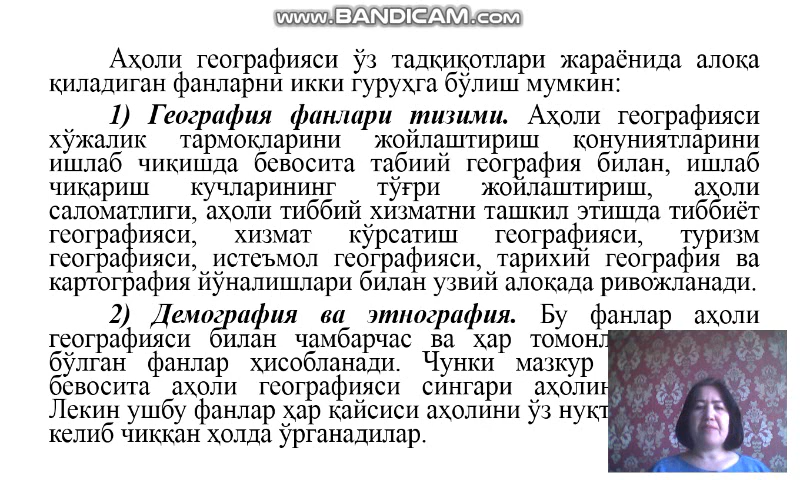 www.BANDICAM.com
Аҳоли географияси ўз тадқиқотлари жараёнида алоқа
қиладиган фанларни икки гуруҳга бўлиш мумкин:
1) География фанлари тизими. Аҳоли географияси
хўжалик тармоқларини жойлаштириш қонуниятларини
ишлаб чиқишда бевосита табиий география билан, ишлаб
чиқариш кучларининг тўғри жойлаштириш, аҳоли
саломатлиги, аҳоли тиббий хизматни ташкил этишда тиббиёт
географияси, хизмат кўрсатиш географияси, туризм
географияси, истеъмол географияси, тарихий география ва
картография йўналишлари билан узвий алоқада ривожланади.
2) Демография ва этнография. Бу фанлар аҳоли
географияси билан чамбарчас ва ҳар
бўлган фанлар ҳисобланади. Чунки мазкур
бевосита аҳоли географияси сингари
Лекин ушбу фанлар ҳар қайсиси аҳолини ўз
келиб чиққан ҳолда ўрганадилар.